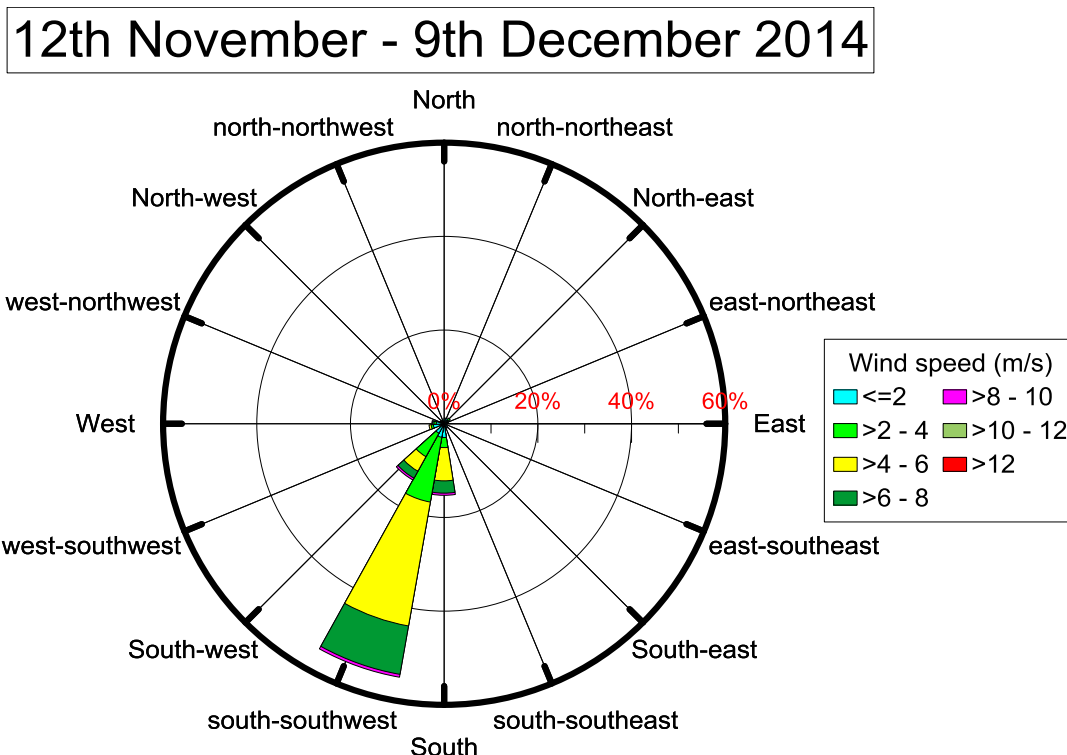 12th November - 9th December 2014
North
north-northwest
north-northeast
North-west
North-east
west-northwest
east-northeast
Wind speed (m/s)
<=2
>8 - 10
0%
20%
40%
60%
West
East
>2 - 4
>10 - 12
>4 - 6
>12
>6 - 8
west-southwest
east-southeast
South-west
South-east
south-southwest
south-southeast
South